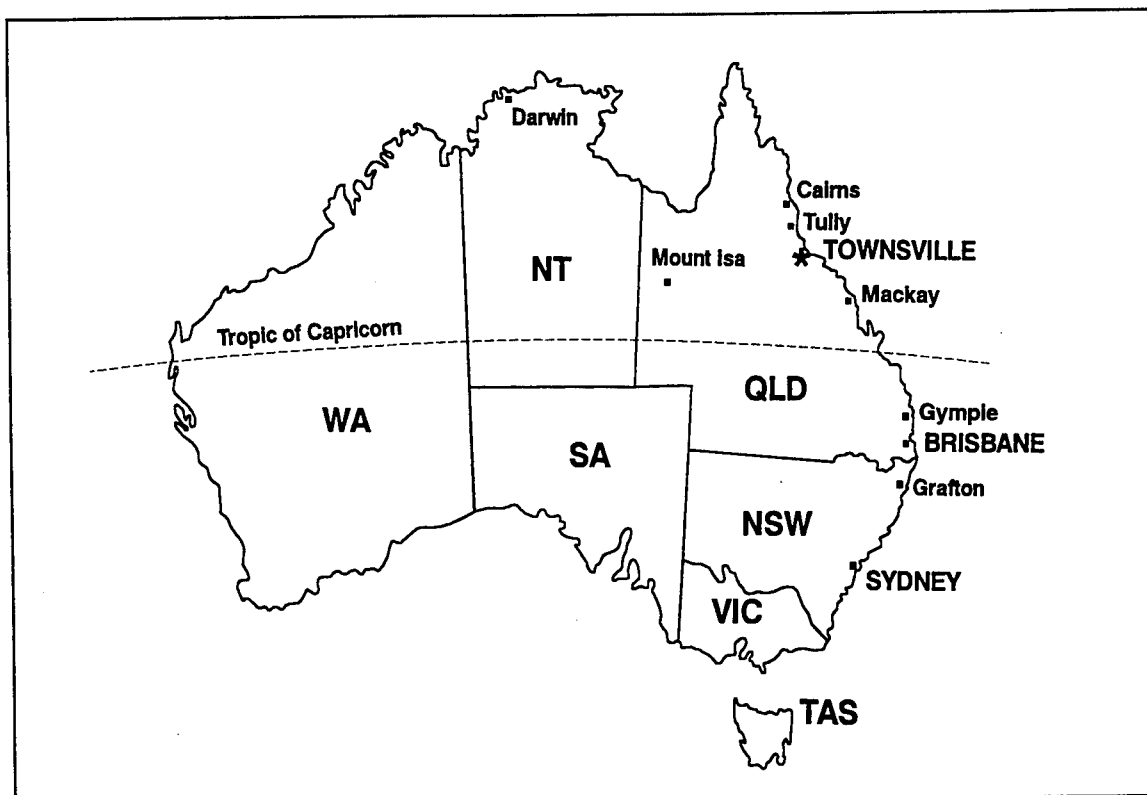 Darwin
Cairns
Tully
TOWNSVILLE
Mount Isa
NT
Mackay
Tropic of Capricorn
QLD
WA
Gympie
BRISBANE
SA
Grafton
NSW
SYDNEY
VIC
TAS